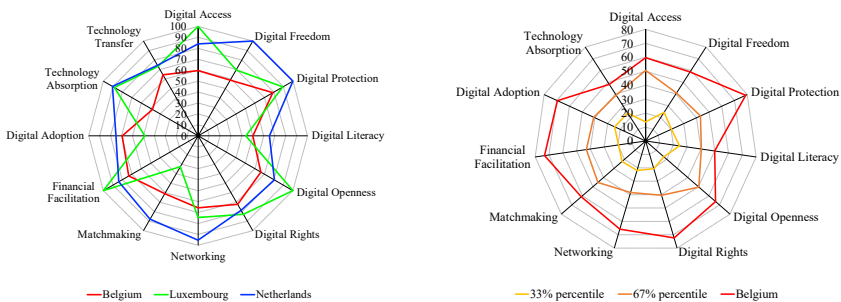 Digital Access
Technology
Transfer
Digital Freedom
Technology
Absorption
Digital Protection
Digital Adoption
Digital Literacy
Financial
Facilitation
Digital Openness
Matchmaking
Digital Rights
Networking
100
90
80
70
60
50
40
30
20
10
0
Belgium Luxembourg Netherlands
Digital Access
Technology
Absorption
Digital Freedom
Digital Adoption
Digital Protection
Financial
Facilitation
Digital Literacy
Matchmaking
Digital Openness
Networking
Digital Rights
80
70
60
50
40
30
20
10
0
33% percentile 67% percentile Belgium